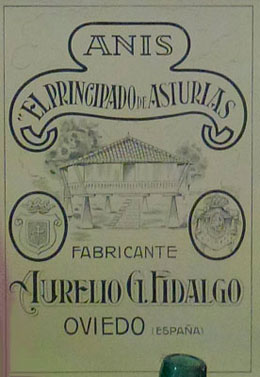 ANIS
"EL PRINCIPADO DE ASTURIAS
FABRICANTE
AURELIO G. FIDALGO
OVIEDO (ESPAÑA)